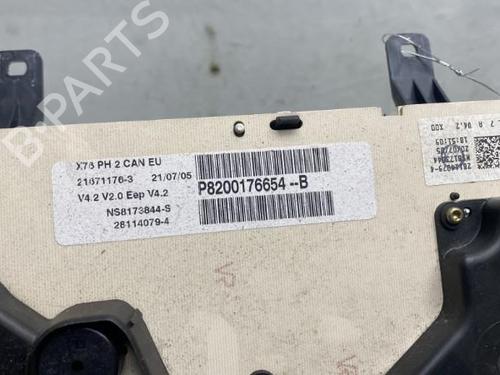 X76 PH 2 CAN EU
21671176-3 21/07/05
V4.2 V2.0 Eep V4.2
NS8173844-S
28114079-4
P8200176654--B
B-PARTS